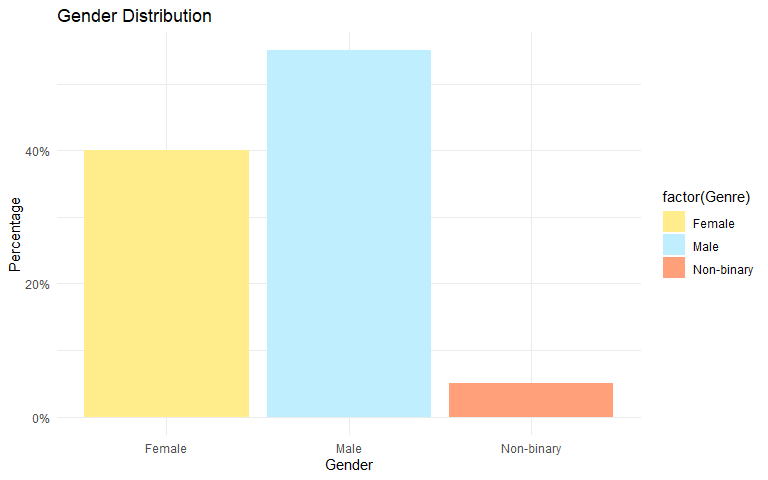 Gender Distribution
Percentage
40%
20%
0%
Female
Male
Non-binary
Gender
factor(Genre)
Female
Male
Non-binary